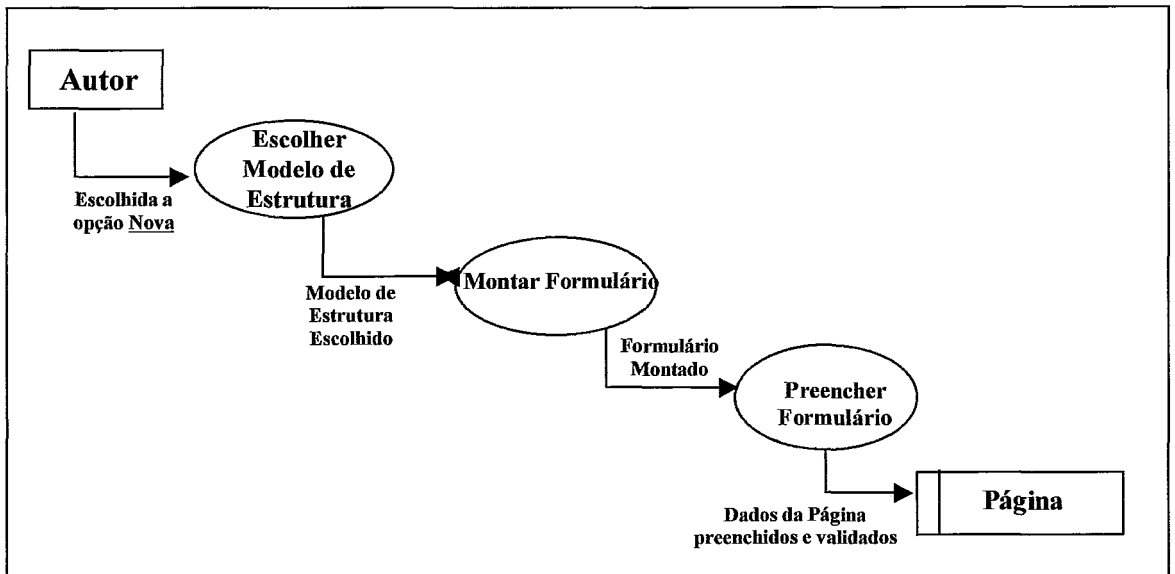 Autor
Escolher
Modelo de
Estrutura
Escolhida a
opção Nova
Montar Formulário
Modelo de
Estrutura
Escolhido
Formulário
Montado
Preencher
Formulário
Página
Dados da Página
preenchidos e validados